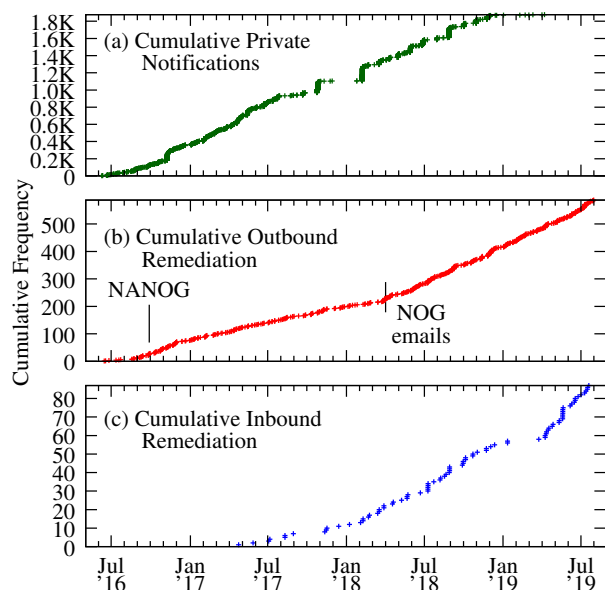 Cumulative Frequency
1.8K
1.6K
1.4K
1.2K
1.0K
0.8K
0.6K
0.4K
0.2K
0
(a) Cumulative Private
Notifications
500
400
300
200
100
0
(b) Cumulative Outbound
Remediation
NANOG
NOG
emails
80
70
60
50
40
30
20
10
0
(c) Cumulative Inbound
Remediation
Jul Jan Jul Jan Jul Jan Jul
'16 '17 '17 '18 '18 '19 '19